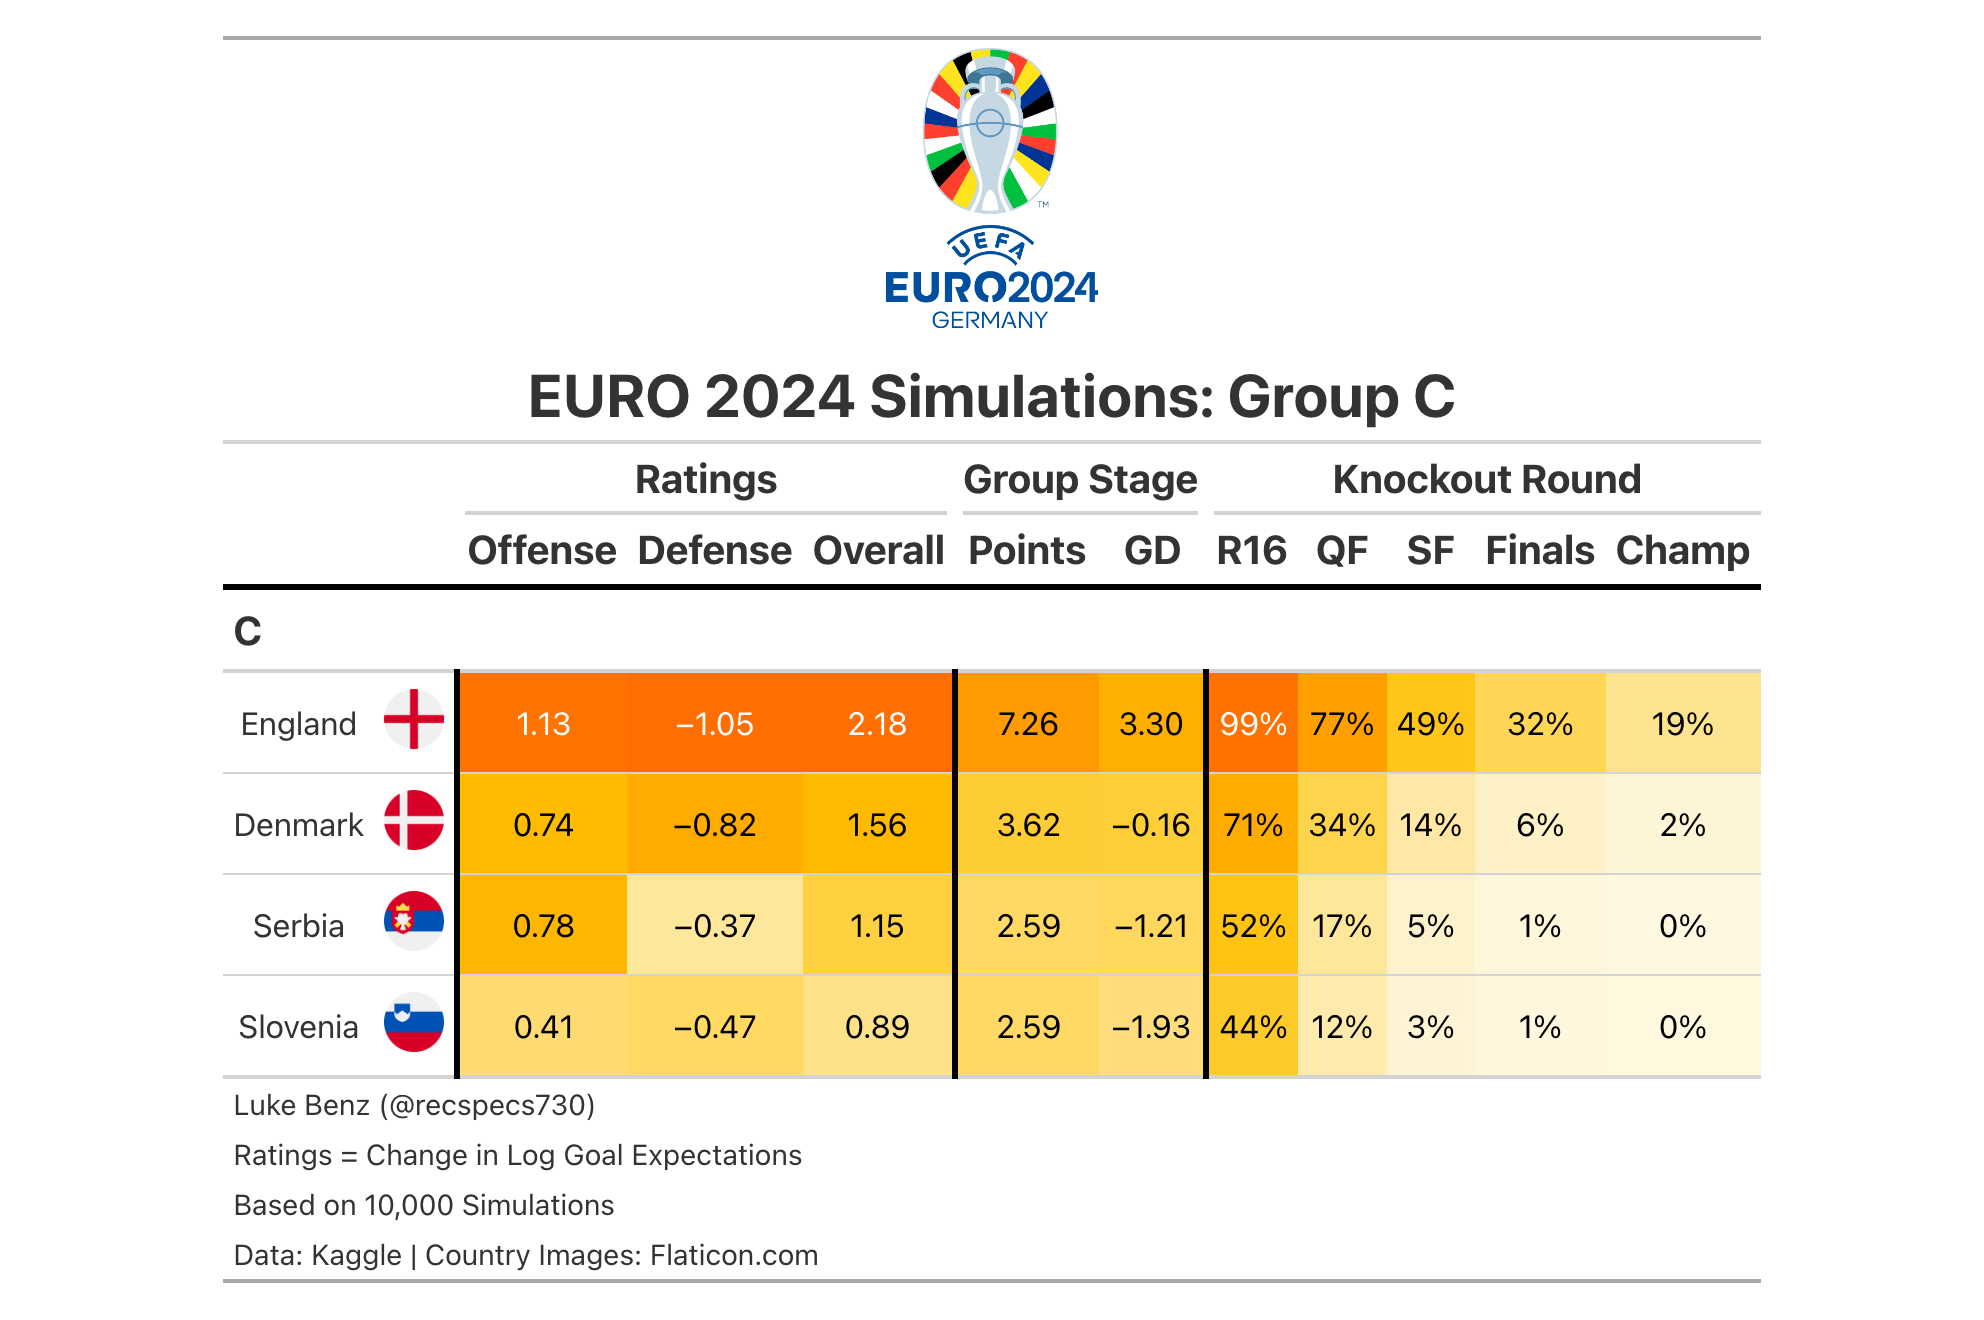 TM
UEFA
EURO2024
GERMANY
EURO 2024 Simulations: Group C
Ratings Group Stage Knockout Round
Offense Defense Overall Points GD R16 QF SF Finals Champ
C
England 1.13 −1.05 2.18 7.26 3.30 99% 77% 49% 32% 19%
Denmark 0.74 −0.82 1.56 3.62 −0.16 71% 34% 14% 6% 2%
Serbia 0.78 −0.37 1.15 2.59 −1.21 52% 17% 5% 1% 0%
Slovenia 0.41 −0.47 0.89 2.59 −1.93 44% 12% 3% 1% 0%
Luke Benz (@recspecs730)
Ratings = Change in Log Goal Expectations
Based on 10,000 Simulations
Data: Kaggle | Country Images: Flaticon.com